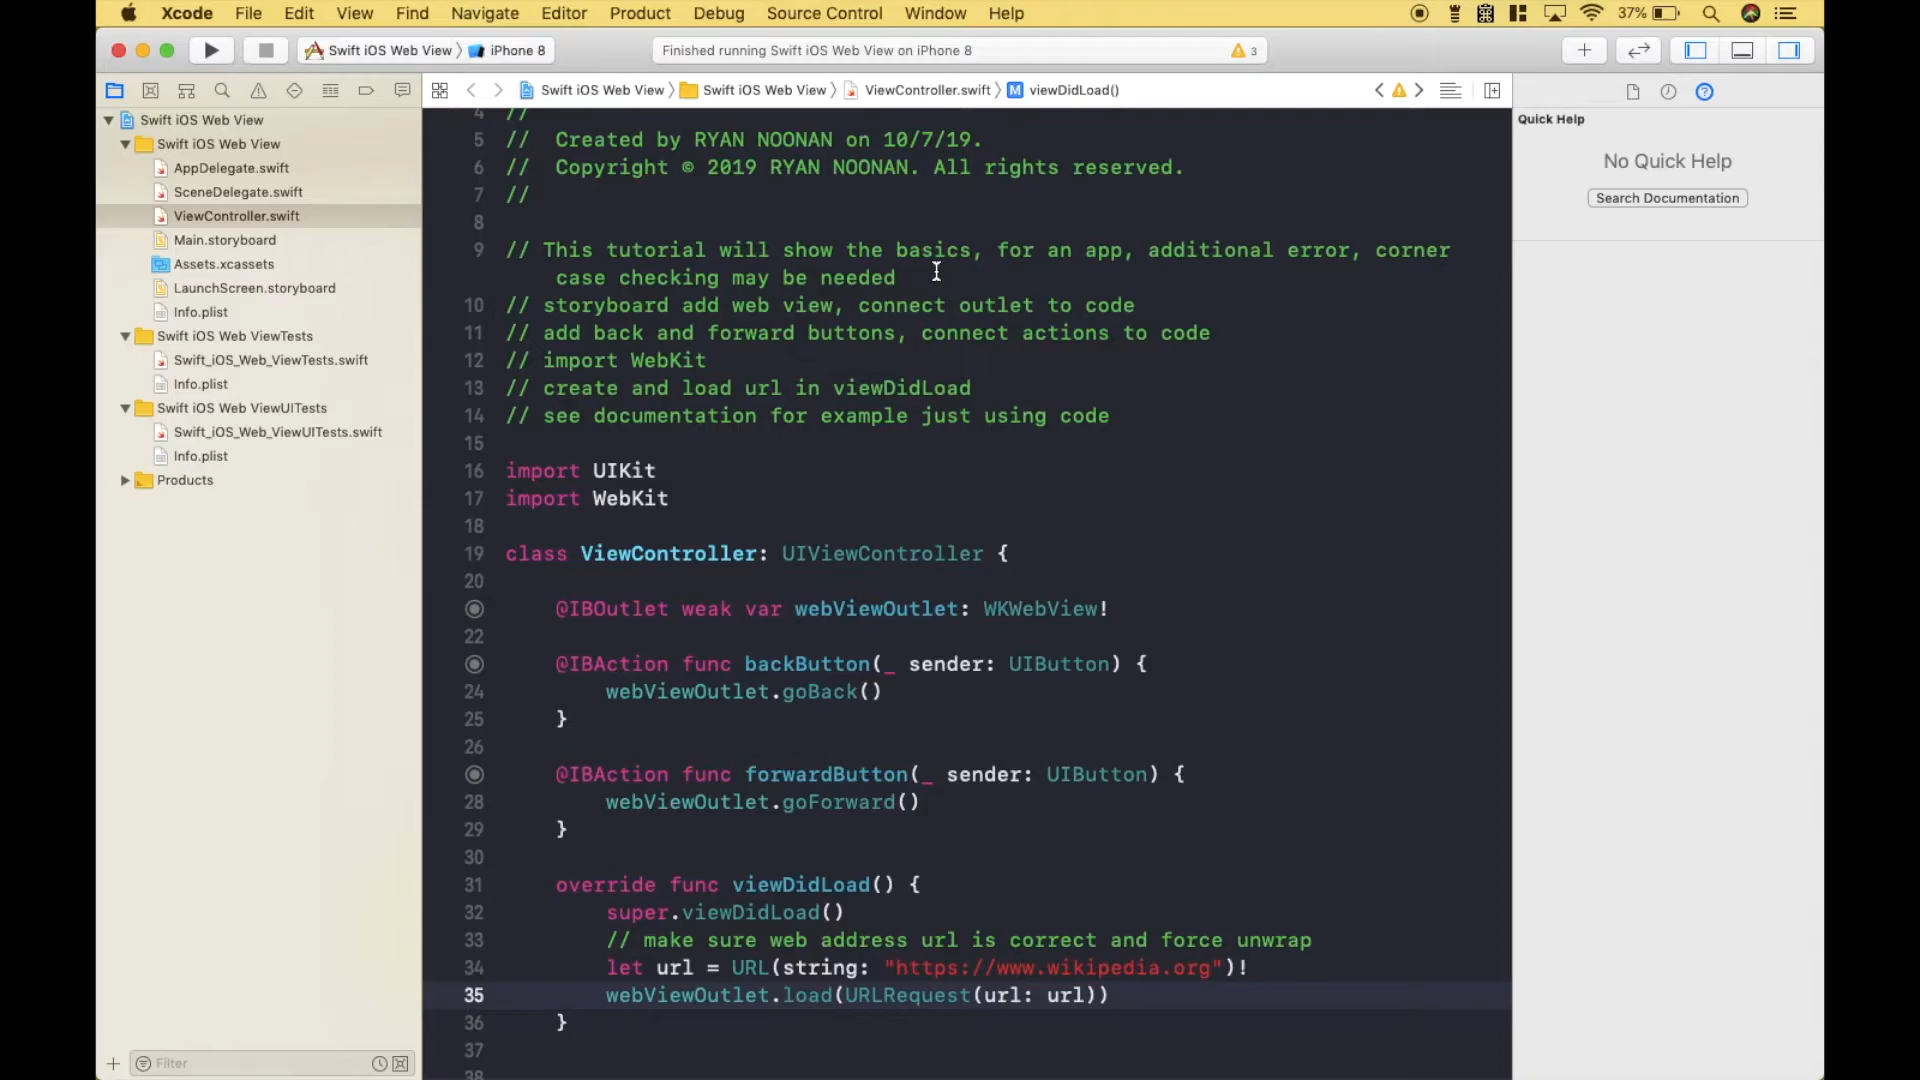 Xcode File Edit View Find Navigate Editor Product Debug Source Control Window Help 37%
Swift iOS Web View iPhone 8 Finished running Swift iOS Web View on iPhone 8 3
Swift iOS Web View Swift iOS Web View ViewController.swift M viewDidLoad()
Swift iOS Web View
Swift iOS Web View
AppDelegate.swift
SceneDelegate.swift
ViewController.swift
Main.storyboard
Assets.xcassets
LaunchScreen.storyboard
Info.plist
Swift iOS Web ViewTests
Swift_iOS_Web_ViewTests.swift
Info.plist
Swift iOS Web ViewUITests
Swift_iOS_Web_ViewUITests.swift
Info.plist
Products
Filter
4 //
5 //  Created by RYAN NOONAN on 10/7/19.
6 //  Copyright © 2019 RYAN NOONAN. All rights reserved.
7 //
8
9 // This tutorial will show the basics, for an app, additional error, corner
case checking may be needed
10 // storyboard add web view, connect outlet to code
11 // add back and forward buttons, connect actions to code
12 // import WebKit
13 // create and load url in viewDidLoad
14 // see documentation for example just using code
15
16 import UIKit
17 import WebKit
18
19 class ViewController: UIViewController {
20
@IBOutlet weak var webViewOutlet: WKWebView!
22
@IBAction func backButton(_ sender: UIButton) {
24 webViewOutlet.goBack()
25 }
26
@IBAction func forwardButton(_ sender: UIButton) {
28 webViewOutlet.goForward()
29 }
30
31 override func viewDidLoad() {
32 super.viewDidLoad()
33 // make sure web address url is correct and force unwrap
34 let url = URL(string: "https://www.wikipedia.org")!
35 webViewOutlet.load(URLRequest(url: url))
36 }
37
38
Quick Help
No Quick Help
Search Documentation